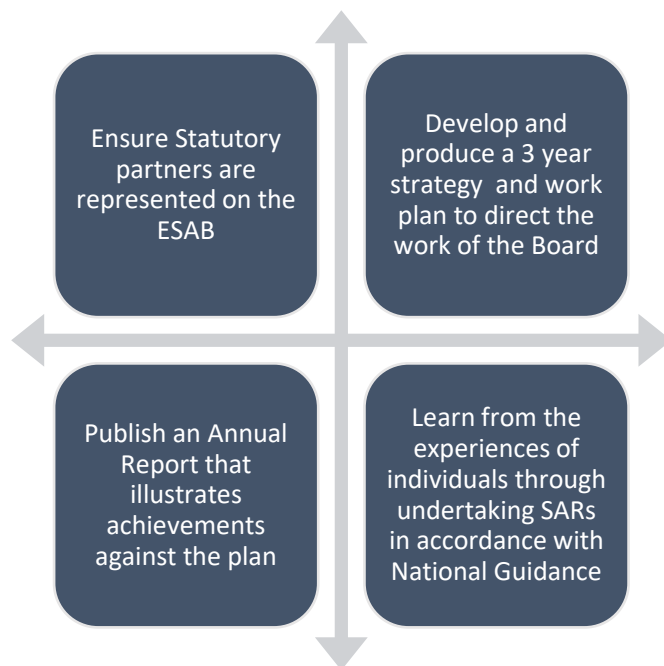 Ensure Statutory
partners are
represented on the
ESAB
Develop and
produce a 3 year
strategy and work
plan to direct the
work of the Board
Publish an Annual
Report that
illustrates
achievements
against the plan
Learn from the
experiences of
individuals through
undertaking SARs
in accordance with
National Guidance